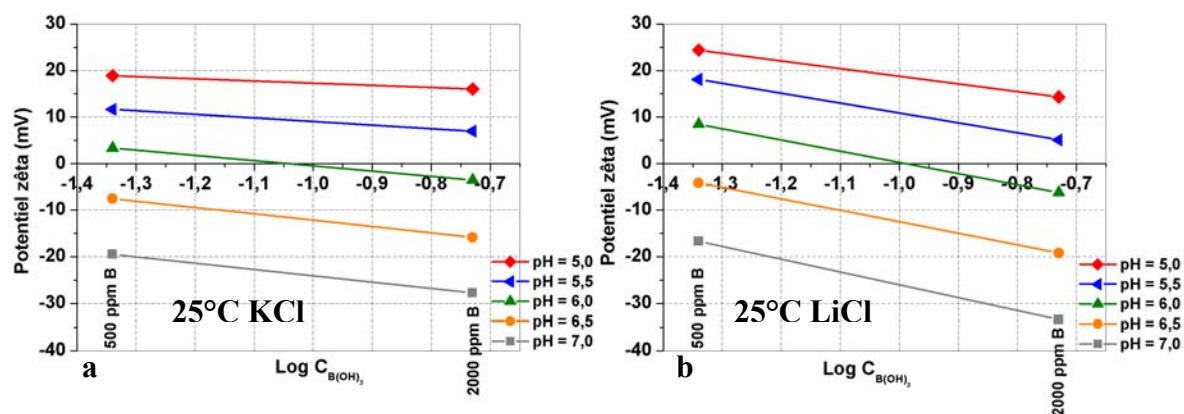 30
20
10
0
-10
-20
-30
-40
-1,4 -1,3 -1,2 -1,1 -1,0 -0,9 -0,8 -0,7
Potentiel zêta (mV)
Log C B(OH)3
500 ppm B
2000 ppm B
25°C KCl
pH = 5,0
pH = 5,5
pH = 6,0
pH = 6,5
pH = 7,0
a
30
20
10
0
-10
-20
-30
-40
-1,4 -1,3 -1,2 -1,1 -1,0 -0,9 -0,8 -0,7
Potentiel zêta (mV)
Log C B(OH)3
500 ppm B
2000 ppm B
25°C LiCl
pH = 5,0
pH = 5,5
pH = 6,0
pH = 6,5
pH = 7,0
b